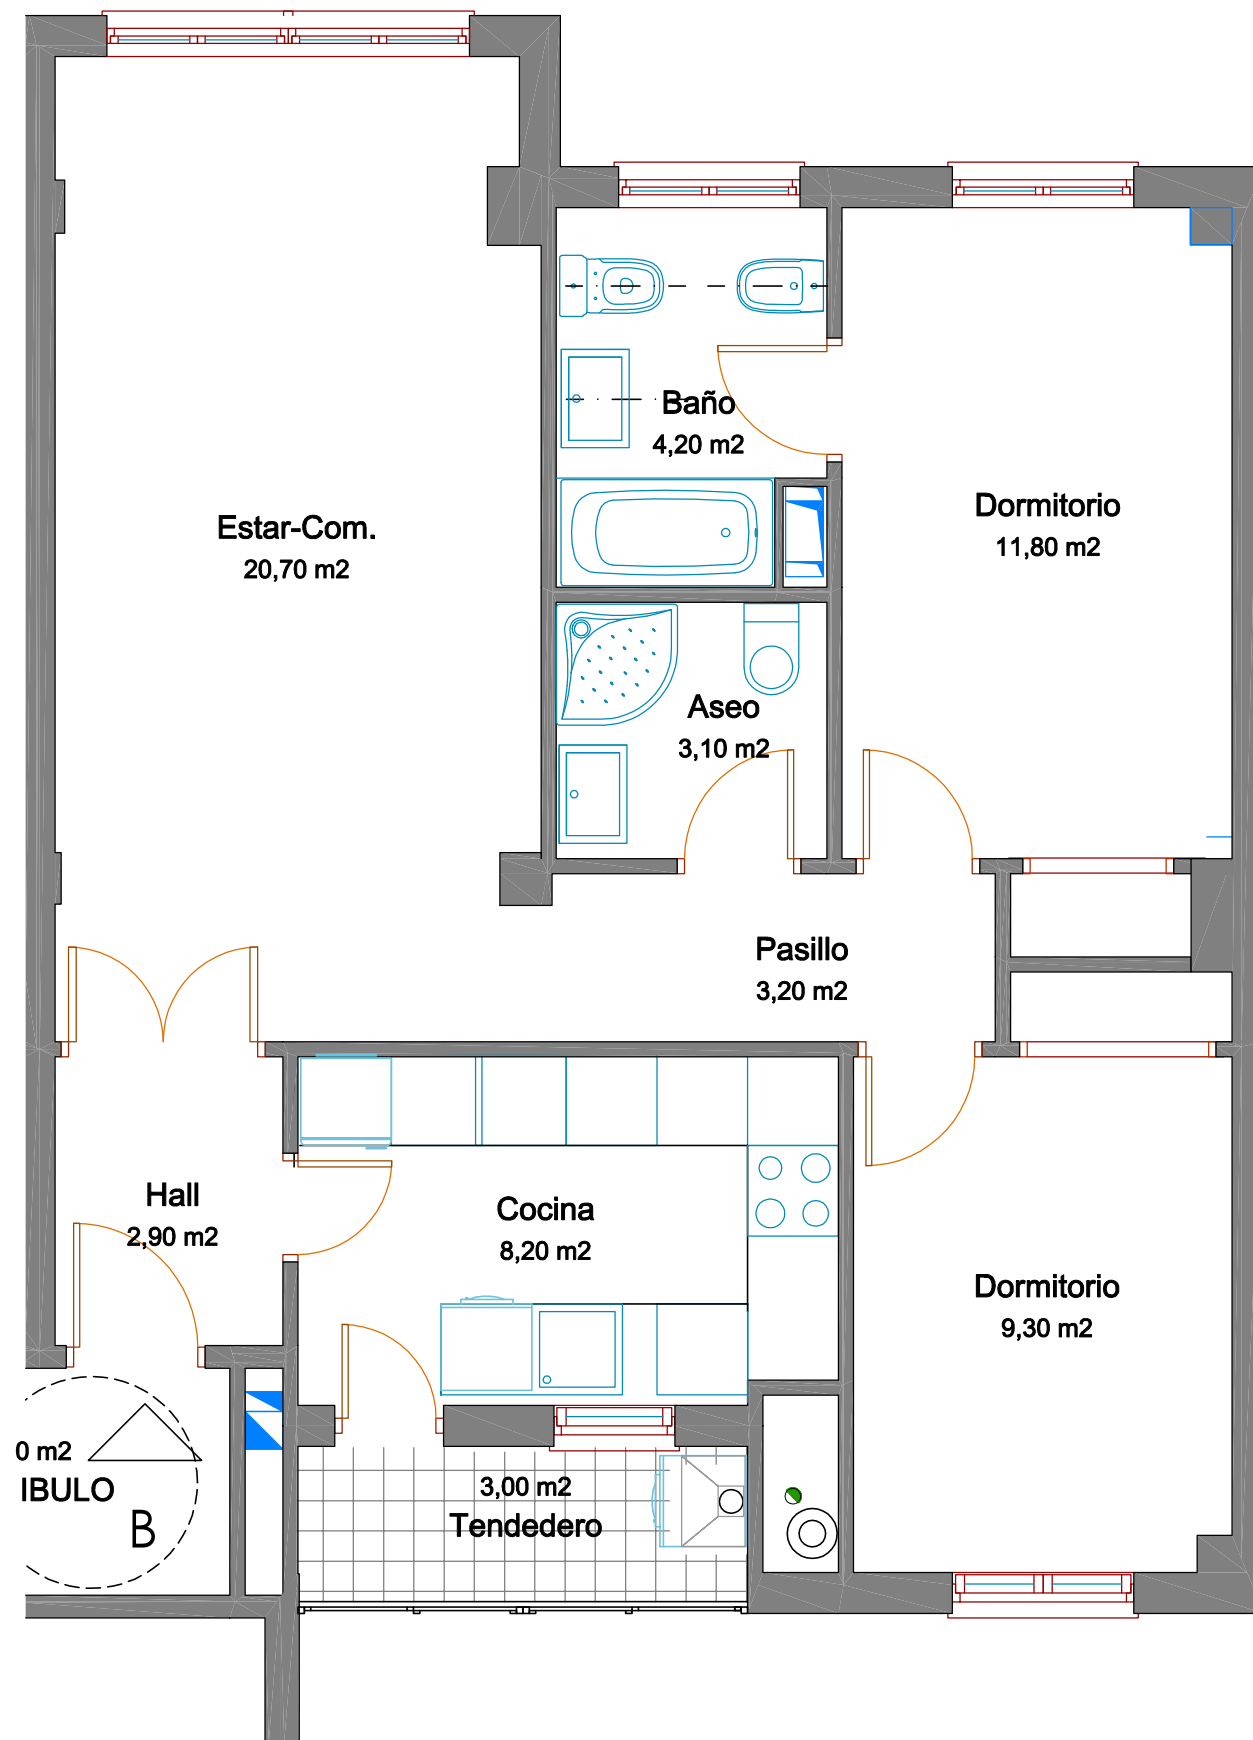 Baño
4,20 m2
Dormitorio
11,80 m2
Estar-Com.
20,70 m2
Aseo
3,10 m2
Pasillo
3,20 m2
Hall
2,90 m2
Cocina
8,20 m2
Dormitorio
9,30 m2
0 m2
IBULO
B
3,00 m2
Tendedero